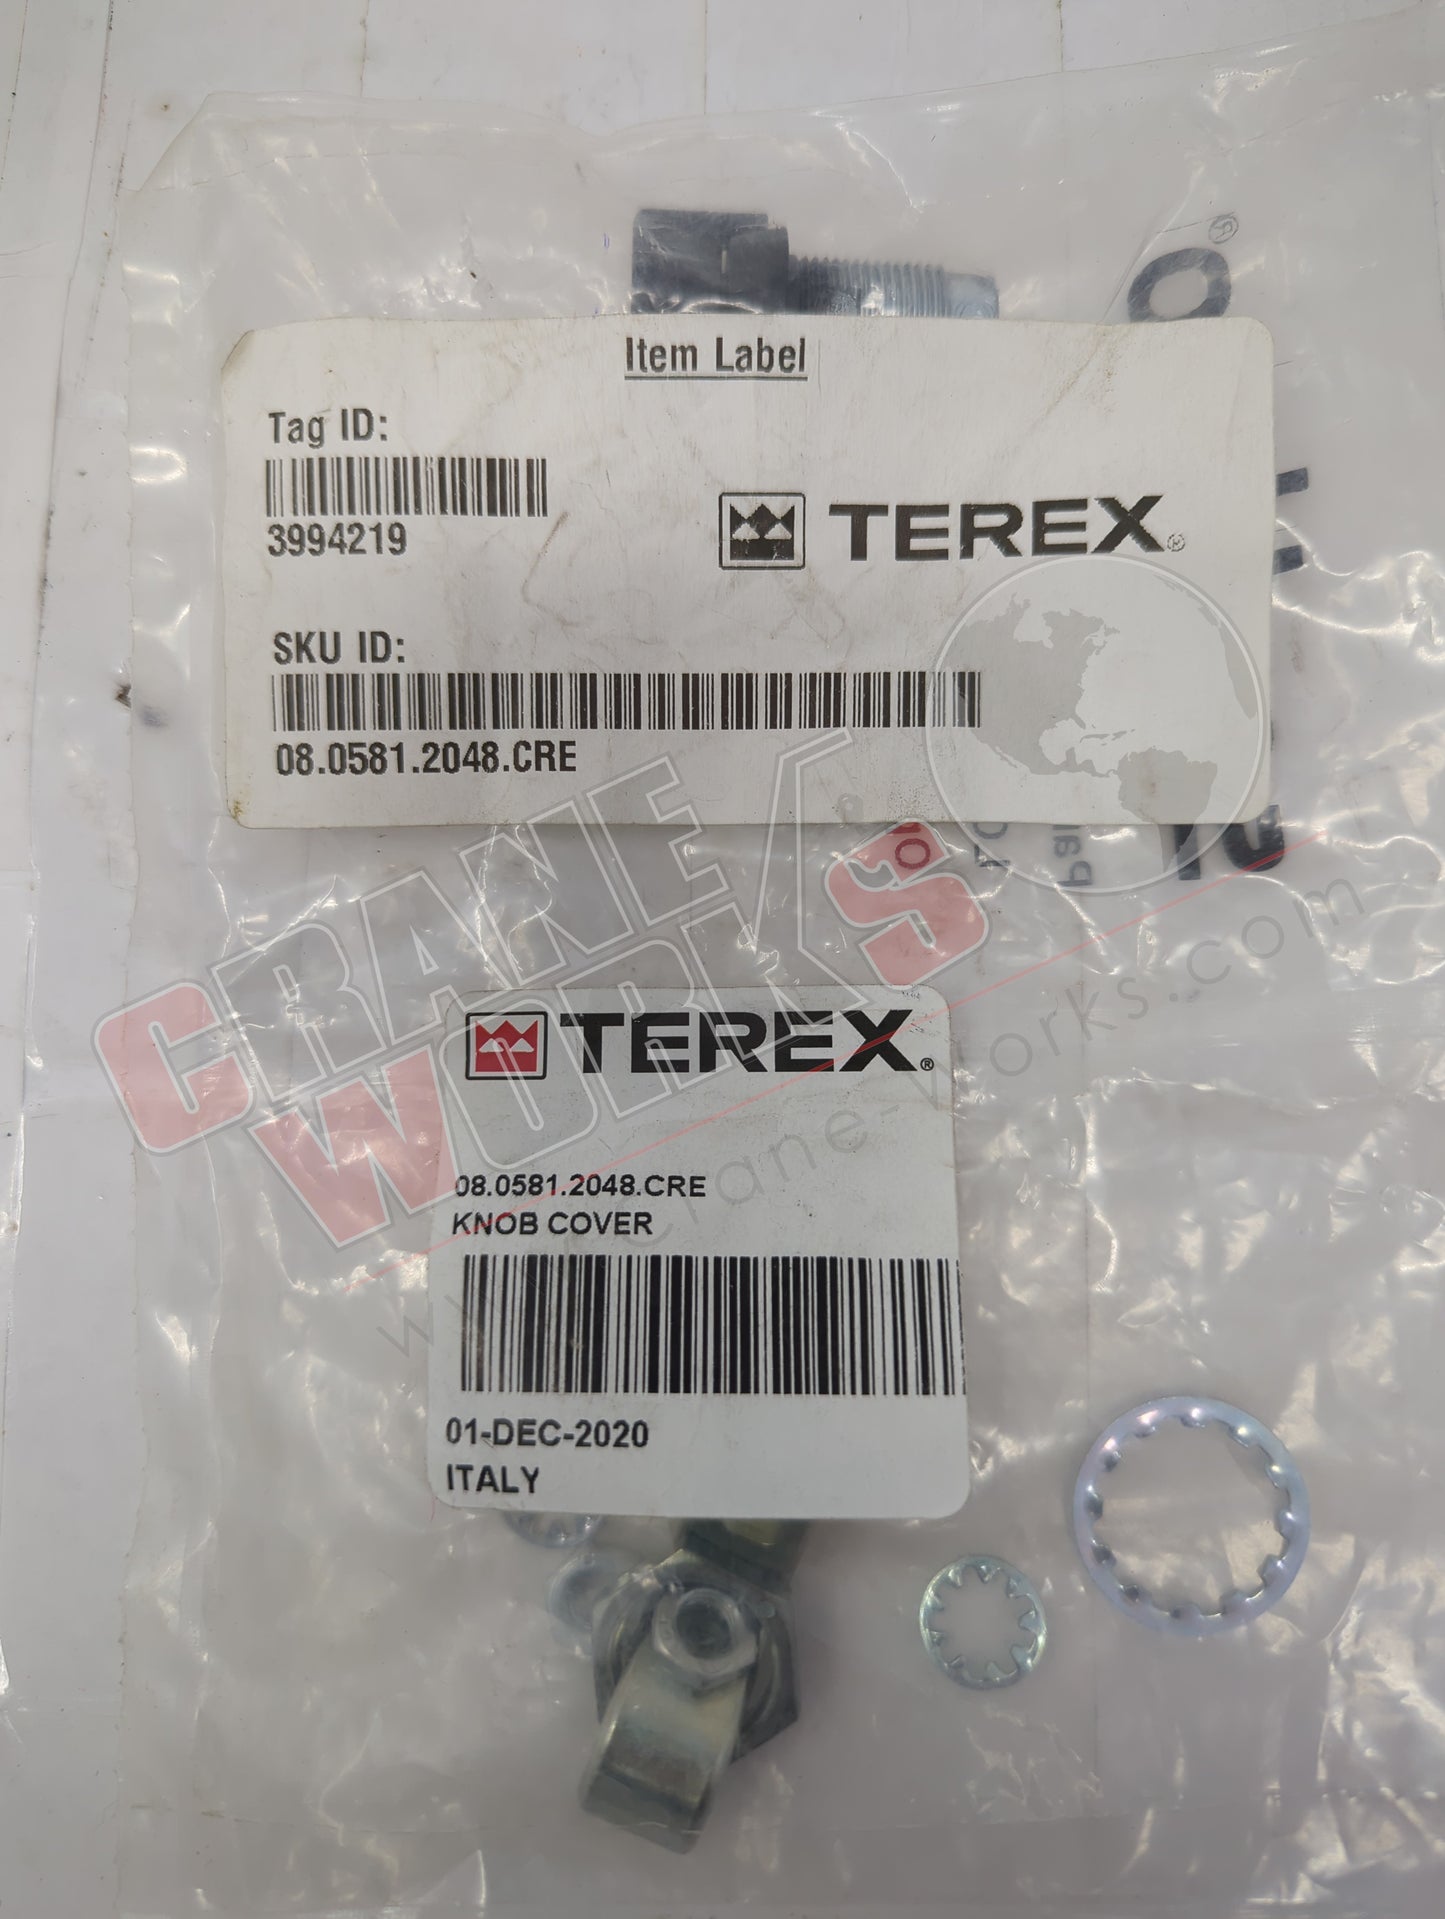 Item Label
Tag ID:
3994219
TEREX®
SKU ID:
08.0581.2048.CRE
CRANE
WORKS
www.crane-works.com
TEREX®
08.0581.2048.CRE
KNOB COVER
01-DEC-2020
ITALY